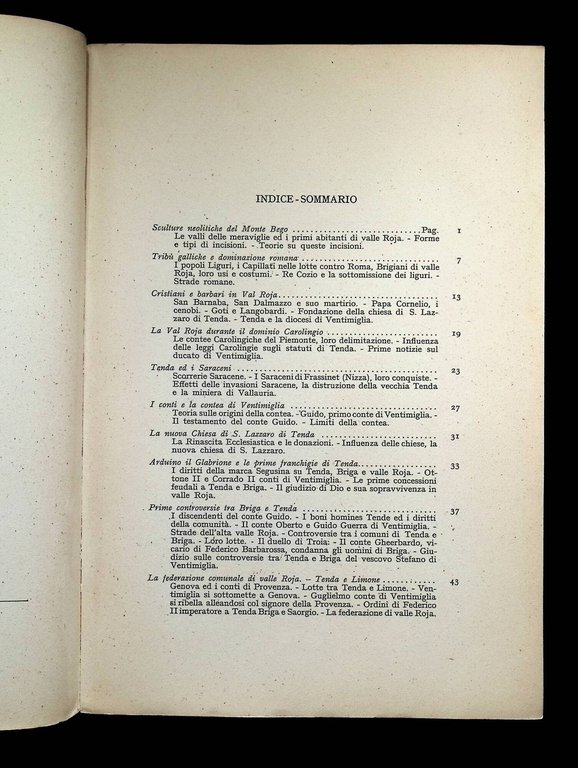 INDICE-SOMMARIO
Sculture neolitiche del Monte Bego ............................Pag. 1
Le valli delle meraviglie ed i primi abitanti di valle Roja. - Forme
e tipi di incisioni. - Teorie su queste incisioni.
Tribù galliche e dominazione romana ................................ 7
I popoli Liguri, i Capillati nelle lotte contro Roma, Brigiani di valle
Roja, loro usi e costumi. - Re Cozio e la sottomissione dei liguri. -
Strade romane.
Cristiani e barbari in Val Roja.................................... 13
San Barnaba, San Dalmazzo e suo martirio. - Papa Cornelio, i
cenobi. - Goti e Langobardi. - Fondazione della chiesa di S. Laz-
zaro di Tenda. - Tenda e la diocesi di Ventimiglia.
La Val Roja durante il dominio Carolingio ......................... 19
Le contee Carolingiche del Piemonte, loro delimitazione. - Influenza
delle leggi Carolingie sugli statuti di Tenda. - Prime notizie sul
ducato di Ventimiglia.
Tenda ed i Saraceni ............................................... 23
Scorrerie Saracene. - I Saraceni di Frassinet (Nizza), loro conquiste. -
Effetti delle invasioni Saracene, la distruzione della vecchia Tenda
e la miniera di Vallauria.
I conti e la contea di Ventimiglia ................................ 27
Teoria sulle origini della contea. -Guido, primo conte di Ventimiglia. -
Il testamento del conte Guido. - Limiti della contea.
La nuova Chiesa di S. Lazzaro di Tenda ............................ 31
La Rinascita Ecclesiastica e le donazioni. - Influenza delle chiese, la
nuova chiesa di S. Lazzaro.
Arduino il Glabrione e le prime franchigie di Tenda................ 33
I diritti della marca Segusina su Tenda, Briga e valle Roja. - Ot-
tone II e Corrado II conti di Ventimiglia. - Le prime concessioni
feudali a Tenda e Briga. - Il giudizio di Dio e sua sopravvivenza in
valle Roja.
Prime controversie tra Briga e Tenda .............................. 37
I discendenti del conte Guido. - I boni homines Tende ed i diritti
della comunità. - Il conte Oberto e Guido Guerra di Ventimiglia. -
Strade dell'alta valle Roja. - Controversie tra i comuni di Tenda e
Briga. - Loro lotte. - Il duello di Troia: - Il conte Gheerbardo, vi-
cario di Federico Barbarossa, condanna gli uomini di Briga. - Giu-
dizio sulle controversie tra Tenda e Briga del vescovo Stefano di
Ventimiglia.
La federazione comunale di valle Roja. - Tenda e Limone ............ 43
Genova ed i conti di Provenza. - Lotte tra Tenda e Limone. - Ven-
timiglia si sottomette a Genova. - Guglielmo conte di Ventimiglia
si ribella alleandosi col signore della Provenza. - Ordini di Federico
II imperatore a Tenda Briga e Saorgio. - La federazione di valle Roja.